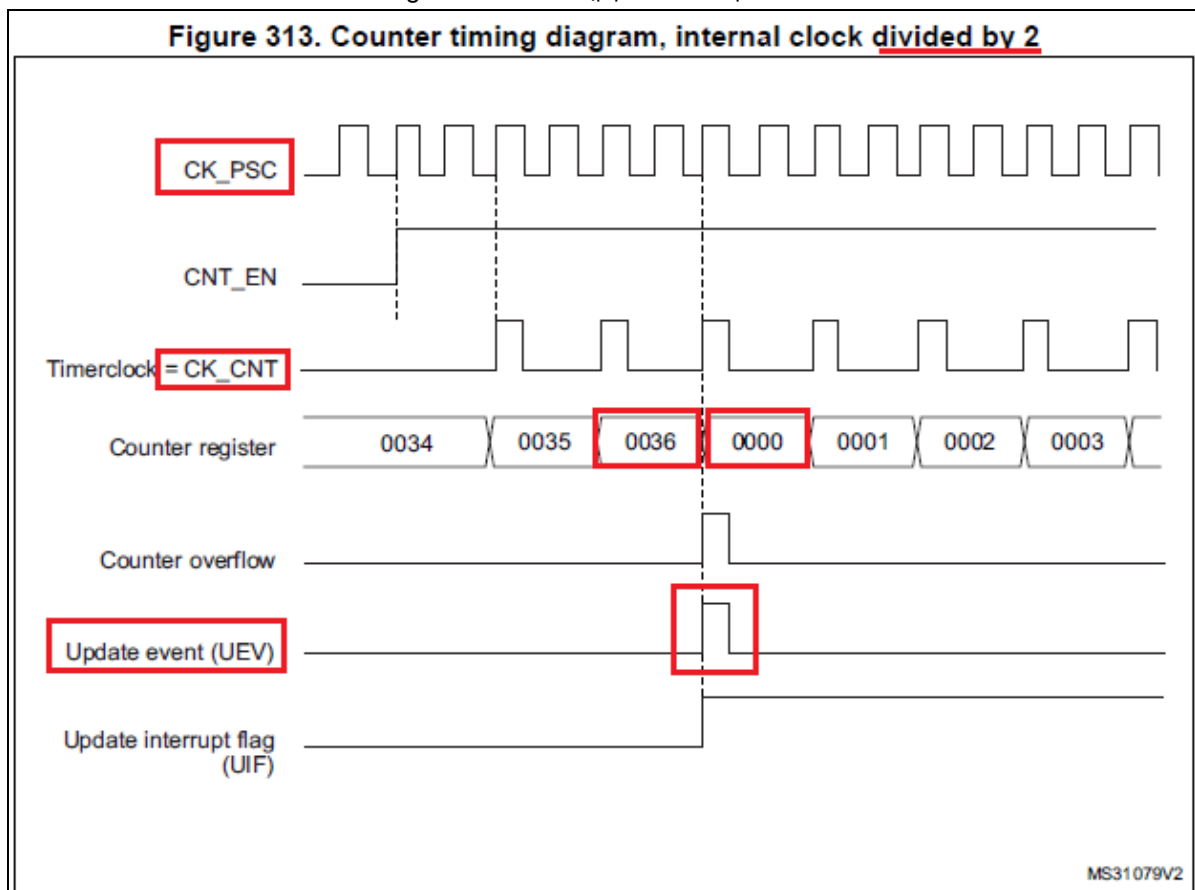 Figure 313. Counter timing diagram, internal clock divided by 2
CK_PSC
CNT_EN
Timerclock = CK_CNT
Counter register 0034 0035 0036 0000 0001 0002 0003
Counter overflow
Update event (UEV)
Update interrupt flag
(UIF)
MS31079V2